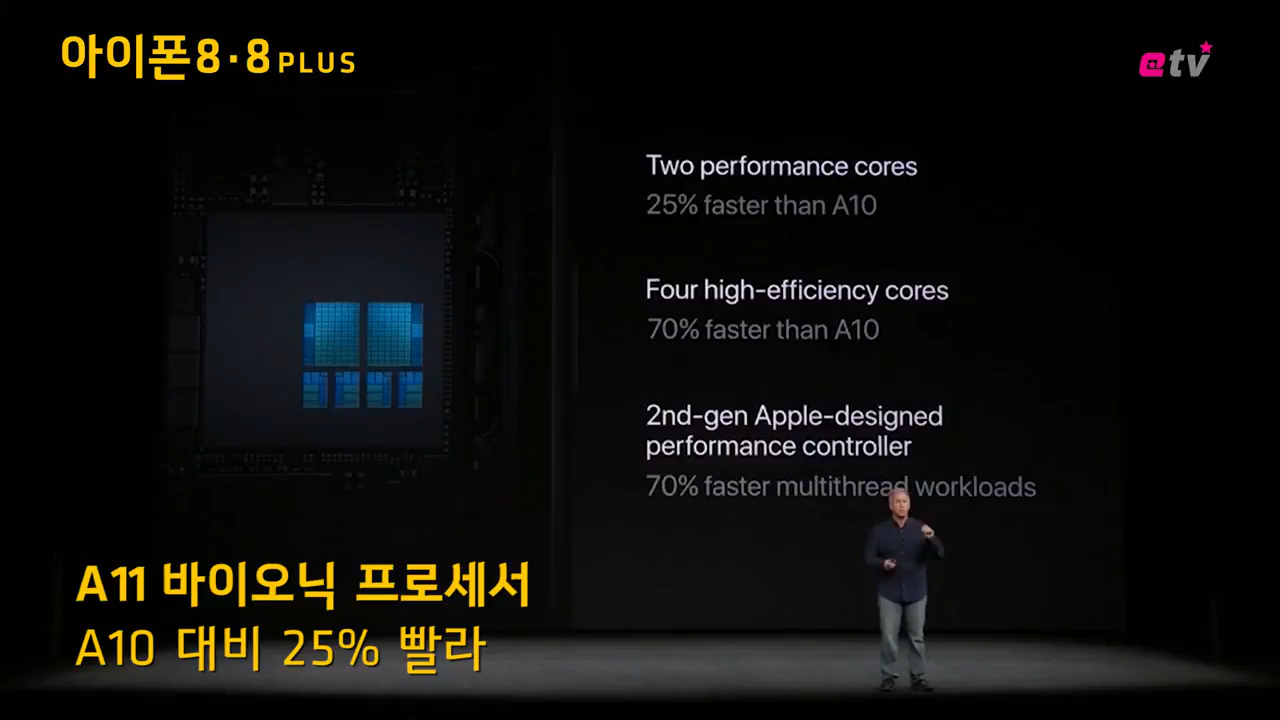 아이폰8·8PLUS
etv
Two performance cores
25% faster than A10
Four high-efficiency cores
70% faster than A10
2nd-gen Apple-designed
performance controller
70% faster multithread workloads
A11 바이오닉 프로세서
A10 대비 25% 빨라